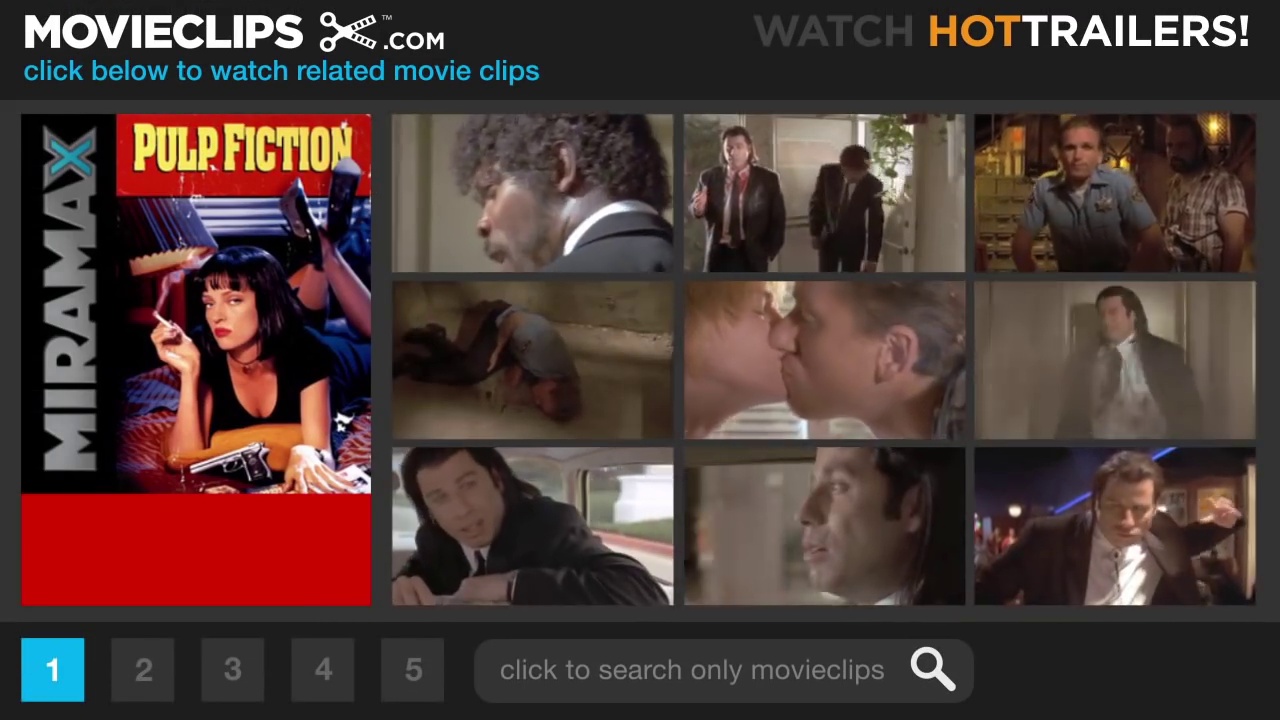 MOVIECLIPS ™ .COM
click below to watch related movie clips
WATCH HOTTRAILERS!
MIRAMAX
PULP FICTION
1 2 3 4 5
click to search only movieclips